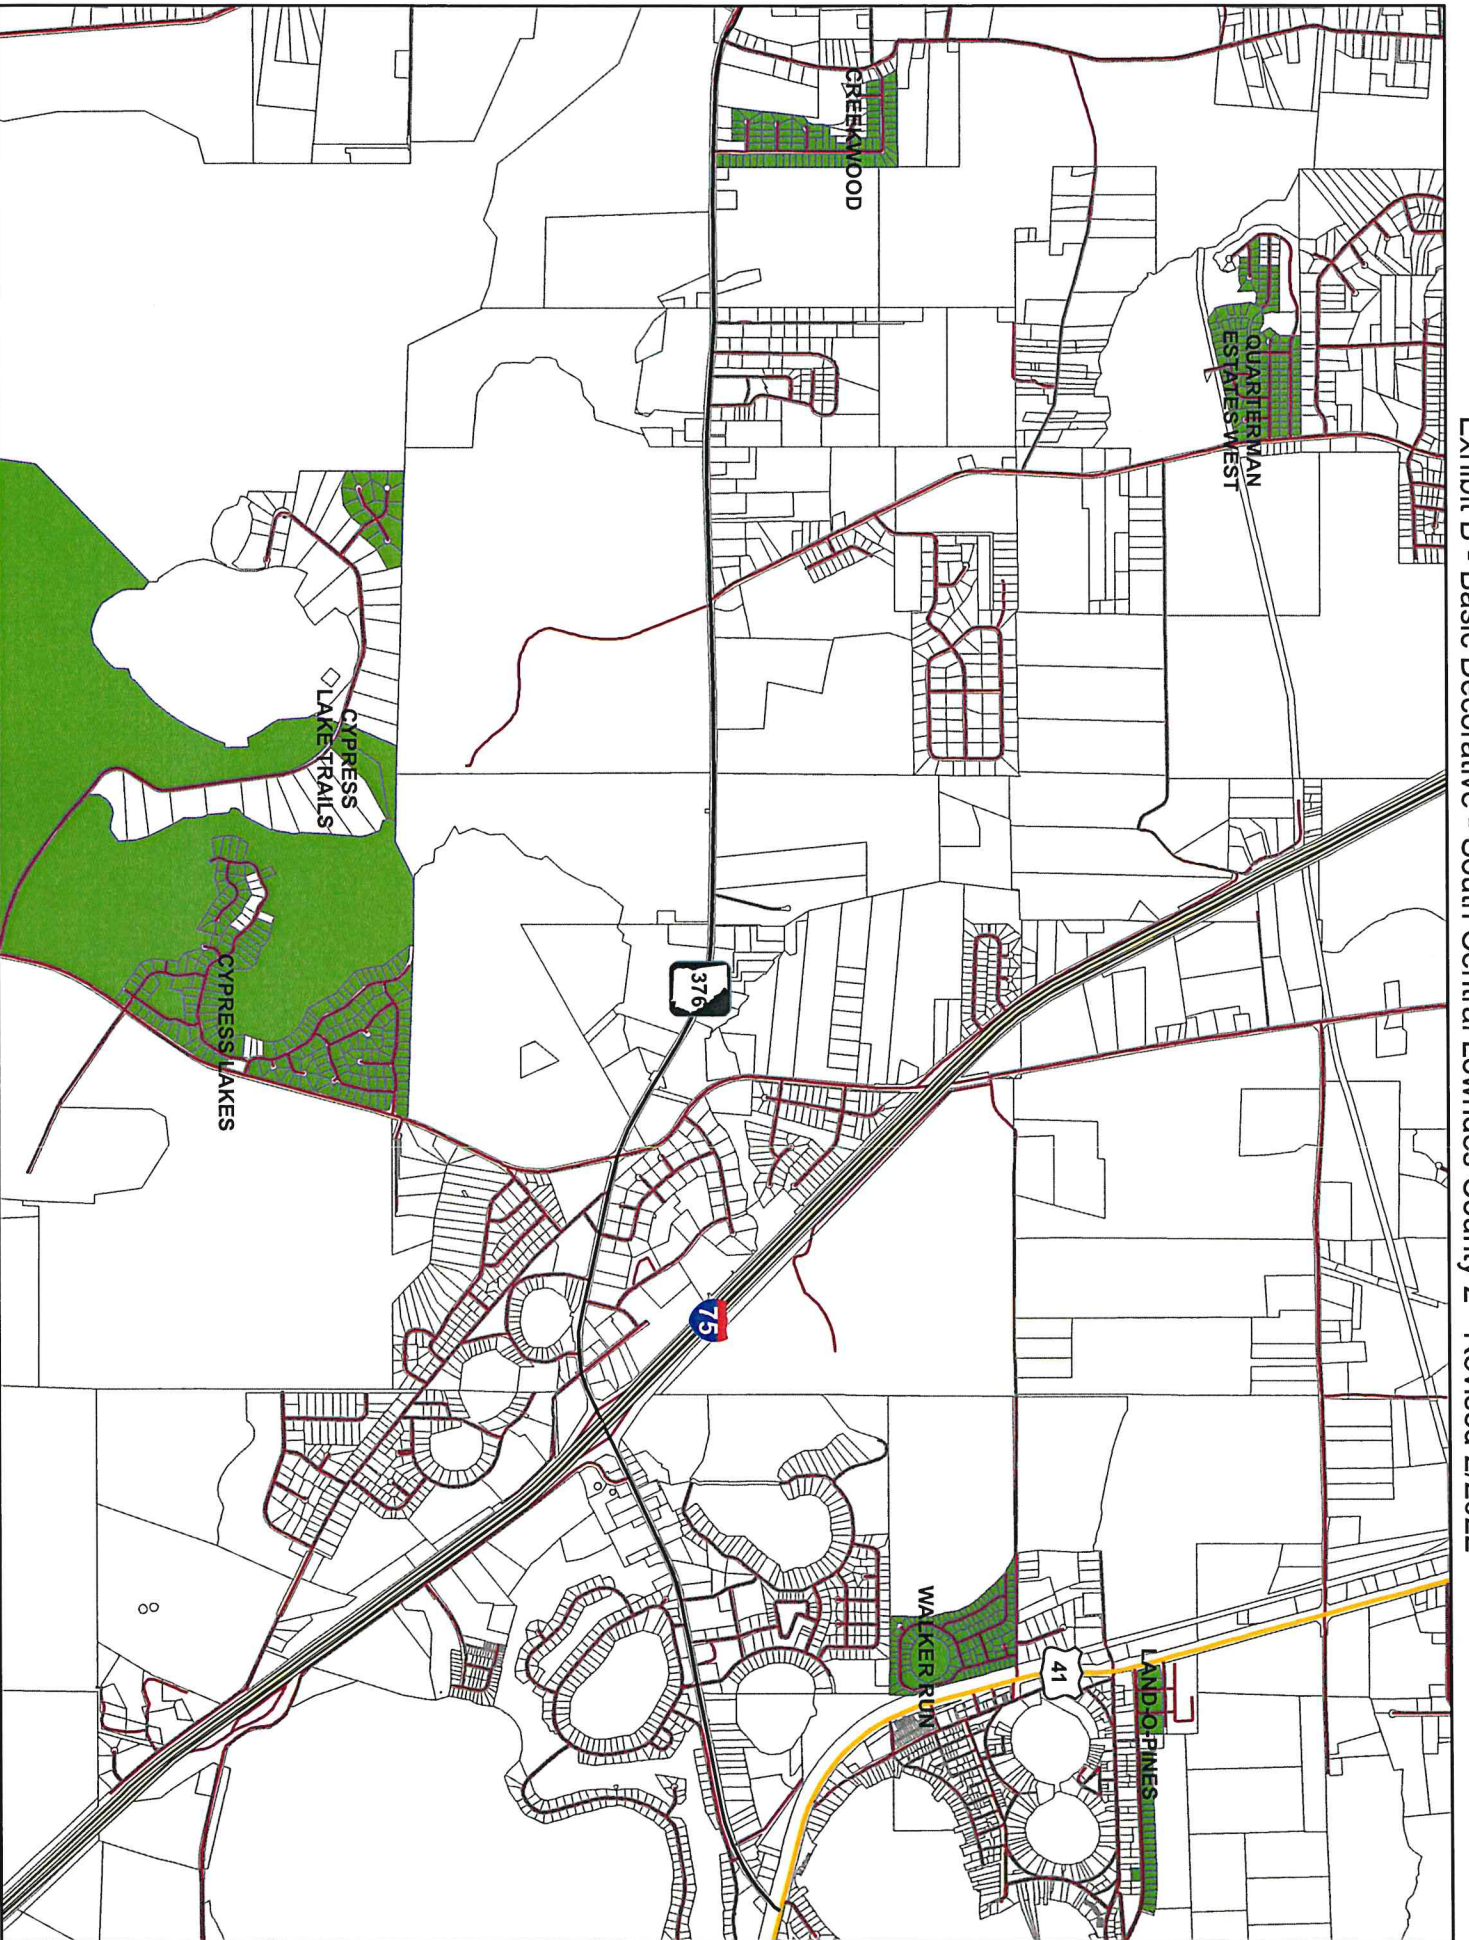 Exhibit B - Basic Decorative - South Central Lowndes County 2 - Revised 2/2022
LAND-O-PINES
QUARTERMAN
ESTATES WEST
41
WALKER RUN
CREEKWOOD
75
376
CYPRESS
LAKE TRAILS
CYPRESS LAKES